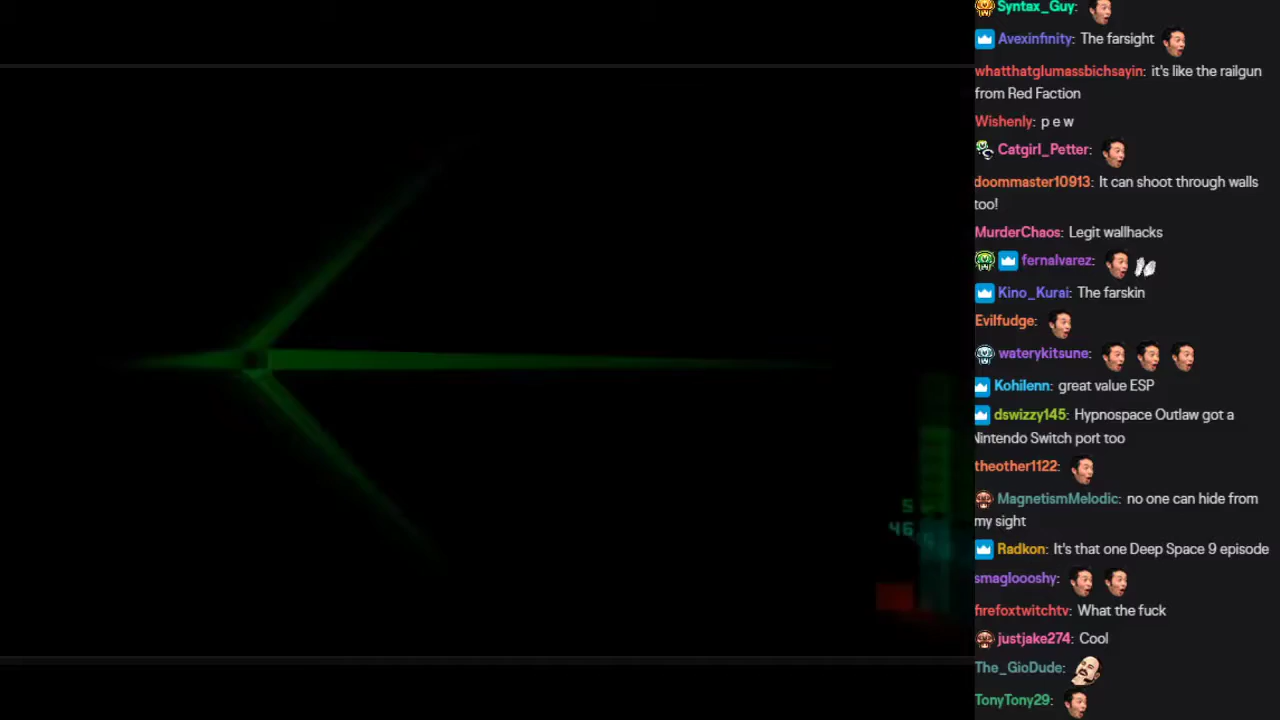 Syntax_Guy:
Avexinfinity: The farsight
whatthatglumassbichsayin: it's like the railgun
from Red Faction
Wishenly: p e w
Catgirl_Petter:
doommaster10913: It can shoot through walls
too!
MurderChaos: Legit wallhacks
fernalvarez:
Kino_Kurai: The farskin
Evilfudge:
waterykitsune:
Kohilenn: great value ESP
dswizzy145: Hypnospace Outlaw got a
Nintendo Switch port too
theother1122:
MagnetismMelodic: no one can hide from
my sight
5
46
Radkon: It's that one Deep Space 9 episode
smagloooshy:
firefoxtwitchtv: What the fuck
justjake274: Cool
The_GioDude:
TonyTony29: